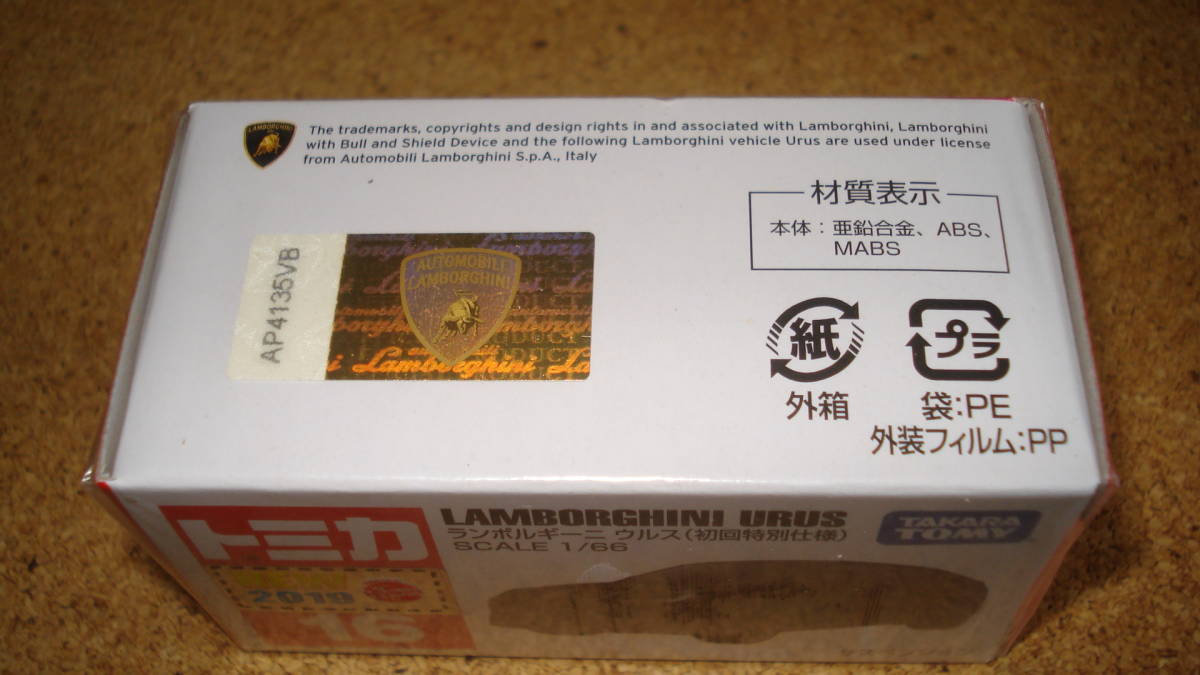 LAMBORGHINI
The trademarks, copyrights and design rights in and associated with Lamborghini, Lamborghini
with Bull and Shield Device and the following Lamborghini vehicle Urus are used under license
from Automobili Lamborghini S.p.A., Italy
材質表示
本体：亜鉛合金、ABS、
MABS
AP4135VB
AUTOMOBILI
LAMBORGHINI
Lamborghini
紙
外箱
プラ
袋:PE
外装フィルム:PP
トミカ
2019
16
LAMBORGHINI URUS
ランボルギーニ ウルス(初回特別仕様)
SCALE 1/66
TAKARA
TOMY